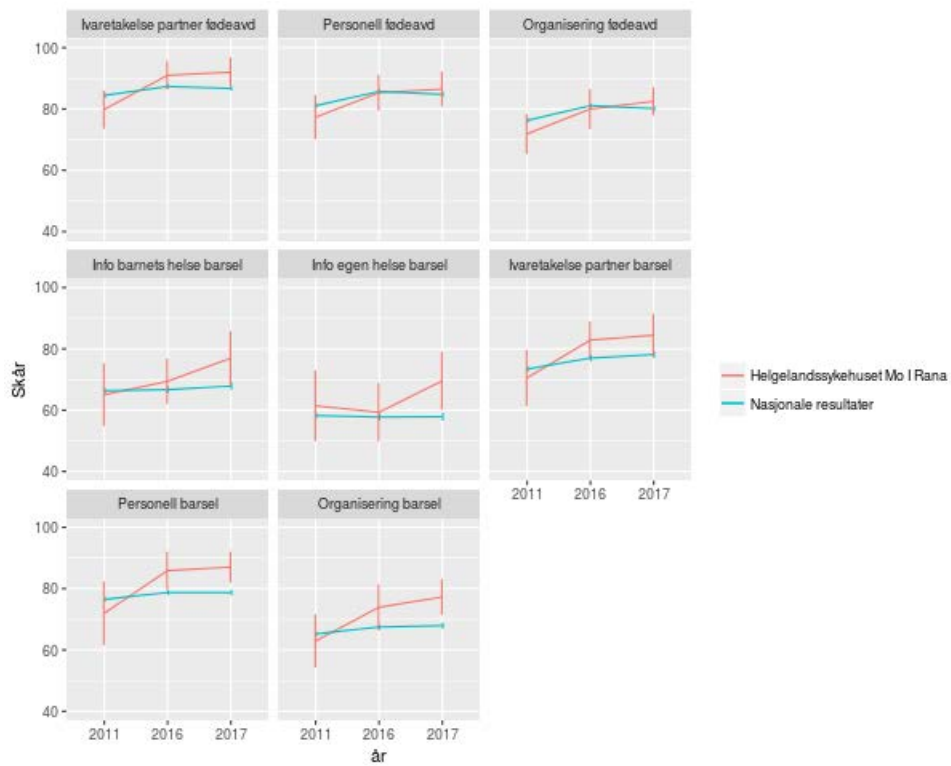 Ivaretakelse partner fødeavd
Personell fødeavd
Organisering fødeavd
100
80
60
40
Info barnets helse barsel
Info egen helse barsel
Ivaretakelse partner barsel
100
80
60
40
Skår
Helgelandssykehuset Mo I Rana
Nasjonale resultater
2011 2016 2017
Personell barsel
Organisering barsel
100
80
60
40
2011 2016 2017
2011 2016 2017
år